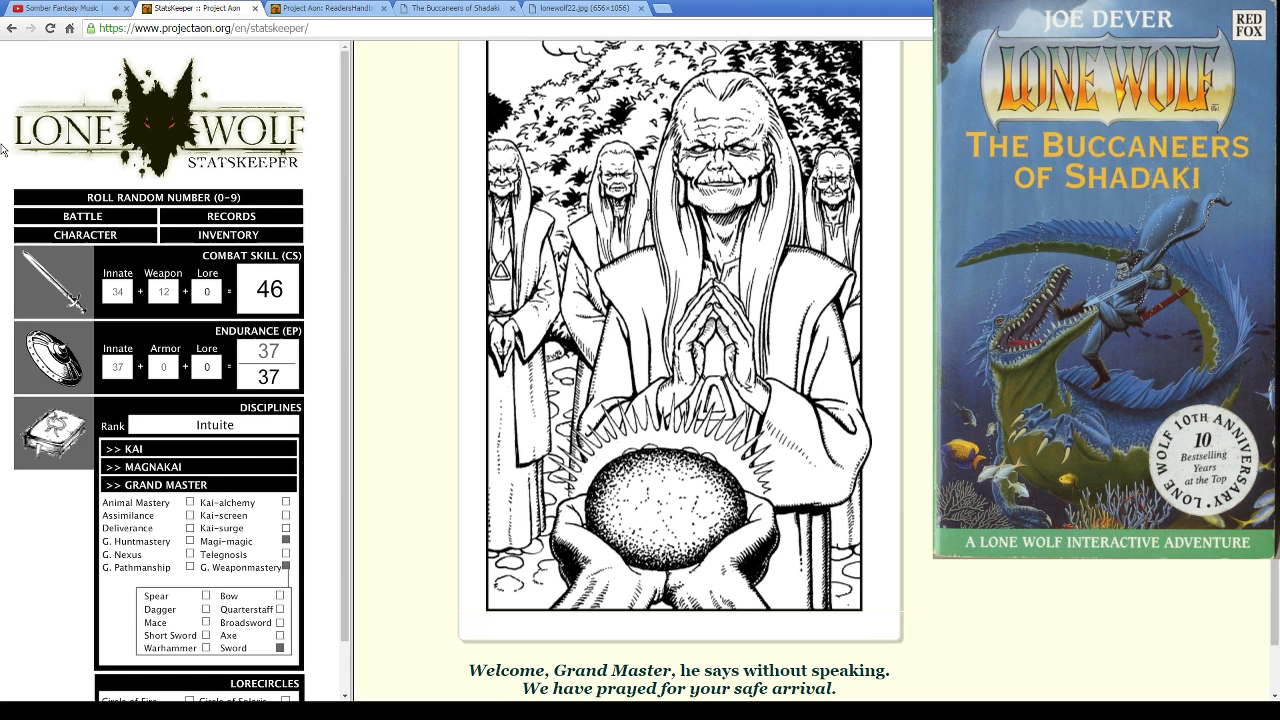 Somber Fantasy Music |
StatsKeeper :: Project Aon
Project Aon: ReadersHandb
The Buccaneers of Shadaki
lonewolf22.jpg (656×1056)
https://www.projectaon.org/en/statskeeper/
LONE WOLF
STATSKEEPER
ROLL RANDOM NUMBER (0-9)
BATTLE RECORDS
CHARACTER INVENTORY
COMBAT SKILL (CS)
Innate Weapon Lore
34 + 12 + 0 = 46
ENDURANCE (EP)
Innate Armor Lore 37
37 + 0 + 0 = 37
DISCIPLINES
Rank Intuite
>> KAI
>> MAGNAKAI
>> GRAND MASTER
Animal Mastery Kai-alchemy
Assimilance Kai-screen
Deliverance Kai-surge
G. Huntmastery Magi-magic
G. Nexus Telegnosis
G. Pathmanship G. Weaponmastery
Spear Bow
Dagger Quarterstaff
Mace Broadsword
Short Sword Axe
Warhammer Sword
LORECIRCLES
Circle of Fire Circle of Solaris
Welcome, Grand Master, he says without speaking.
We have prayed for your safe arrival.
JOE DEVER
RED
FOX
LONE WOLF
THE BUCCANEERS
OF SHADAKI
LONE WOLF 10TH ANNIVERSARY
10
Bestselling
Years
at the Top
A LONE WOLF INTERACTIVE ADVENTURE